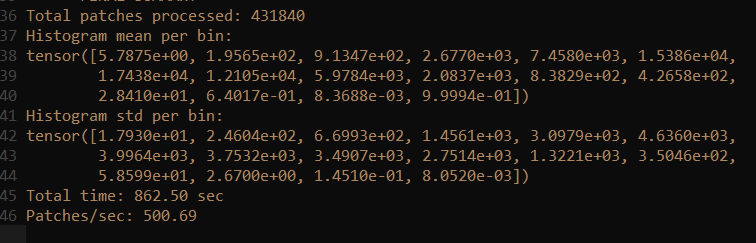 36 Total patches processed: 431840
37 Histogram mean per bin:
38 tensor([5.7875e+00, 1.9565e+02, 9.1347e+02, 2.6770e+03, 7.4580e+03, 1.5386e+04,
39 1.7438e+04, 1.2105e+04, 5.9783e+03, 2.0837e+03, 8.3829e+02, 4.2658e+02,
40 2.8410e+01, 6.4017e-01, 8.3688e-03, 9.9994e-01])
41 Histogram std per bin:
42 tensor([1.7930e+01, 2.4604e+02, 6.6993e+02, 1.4561e+03, 3.0979e+03, 4.6360e+03,
43 3.9964e+03, 3.7532e+03, 3.4907e+03, 2.7514e+03, 1.3221e+03, 3.5046e+02,
44 5.8599e+01, 2.6700e+00, 1.4510e-01, 8.0520e-03])
45 Total time: 862.50 sec
46 Patches/sec: 500.69